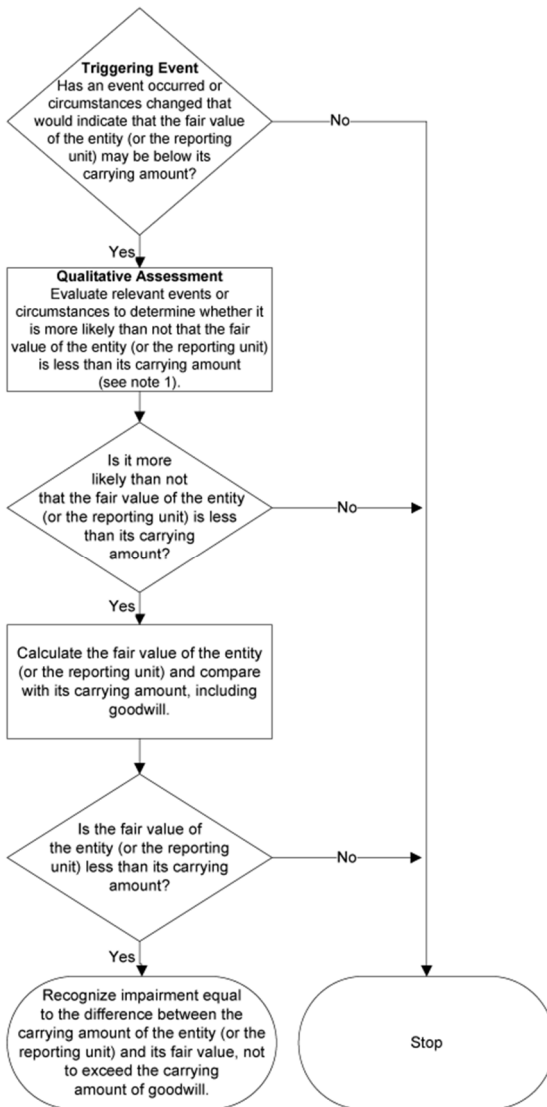 Triggering Event
Has an event occurred or
circumstances changed that
would indicate that the fair value
of the entity (or the reporting
unit) may be below its
carrying amount?
No
Yes
Qualitative Assessment
Evaluate relevant events or
circumstances to determine whether it
is more likely than not that the fair
value of the entity (or the reporting unit)
is less than its carrying amount
(see note 1).
Is it more
likely than not
that the fair value of the entity
(or the reporting unit) is less
than its carrying
amount?
No
Yes
Calculate the fair value of the entity
(or the reporting unit) and compare
with its carrying amount, including
goodwill.
Is the fair value of
the entity (or the reporting
unit) less than its carrying
amount?
No
Yes
Recognize impairment equal
to the difference between the
carrying amount of the entity (or the
reporting unit) and its fair value, not
to exceed the carrying
amount of goodwill.
Stop